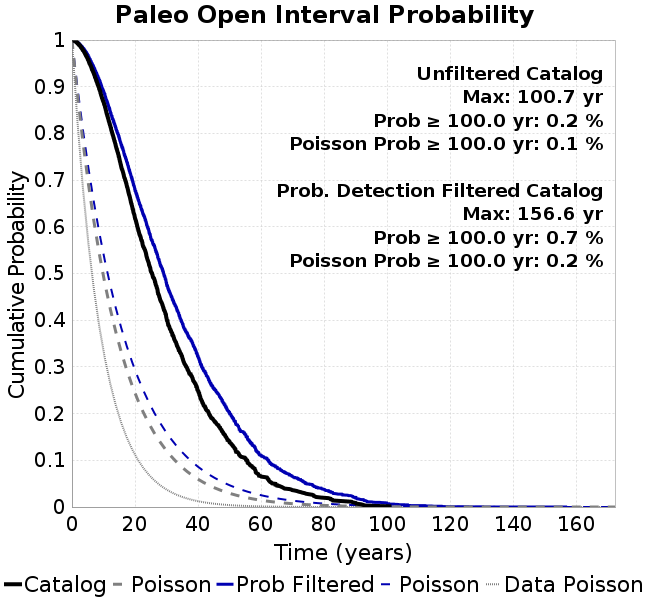 Paleo Open Interval Probability
Unfiltered Catalog
Max: 100.7 yr
Prob ≥ 100.0 yr: 0.2 %
Poisson Prob ≥ 100.0 yr: 0.1 %
Prob. Detection Filtered Catalog
Max: 156.6 yr
Prob ≥ 100.0 yr: 0.7 %
Poisson Prob ≥ 100.0 yr: 0.2 %
Cumulative Probability
1
0.9
0.8
0.7
0.6
0.5
0.4
0.3
0.2
0.1
0
0 20 40 60 80 100 120 140 160
Time (years)
Catalog Poisson Prob Filtered Poisson Data Poisson